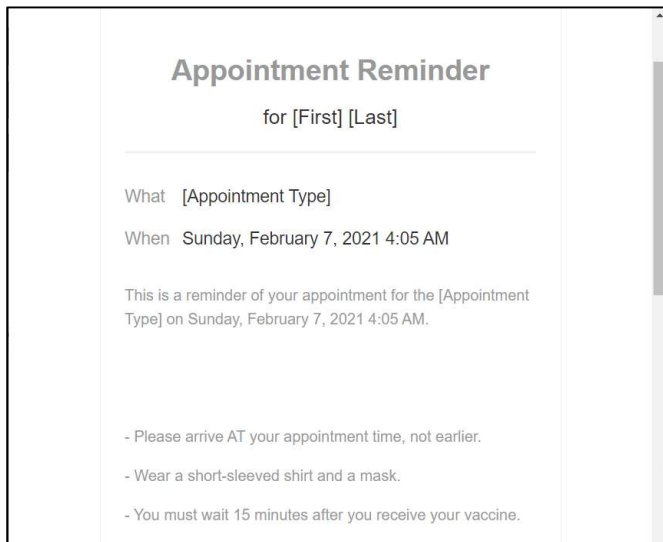 Appointment Reminder
for [First] [Last]
What [Appointment Type]
When Sunday, February 7, 2021 4:05 AM
This is a reminder of your appointment for the [Appointment
Type] on Sunday, February 7, 2021 4:05 AM.
- Please arrive AT your appointment time, not earlier.
- Wear a short-sleeved shirt and a mask.
- You must wait 15 minutes after you receive your vaccine.